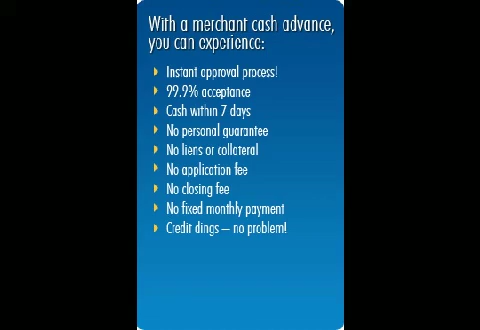 With a merchant cash advance,
you can experience:
Instant approval process!
99.9% acceptance
Cash within 7 days
No personal guarantee
No liens or collateral
No application fee
No closing fee
No fixed monthly payment
Credit dings – no problem!